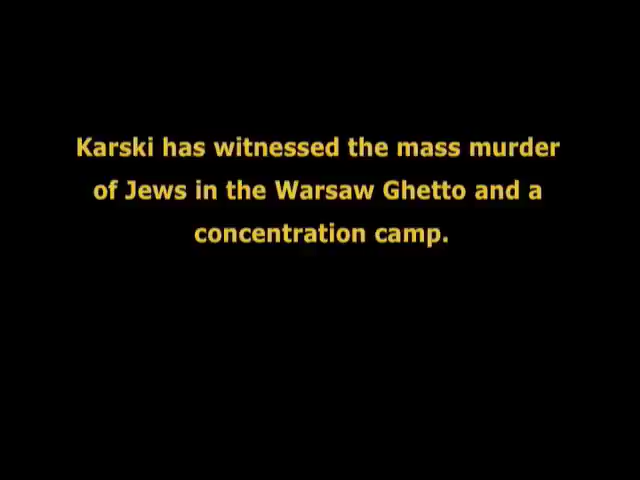 Karski has witnessed the mass murder
of Jews in the Warsaw Ghetto and a
concentration camp.